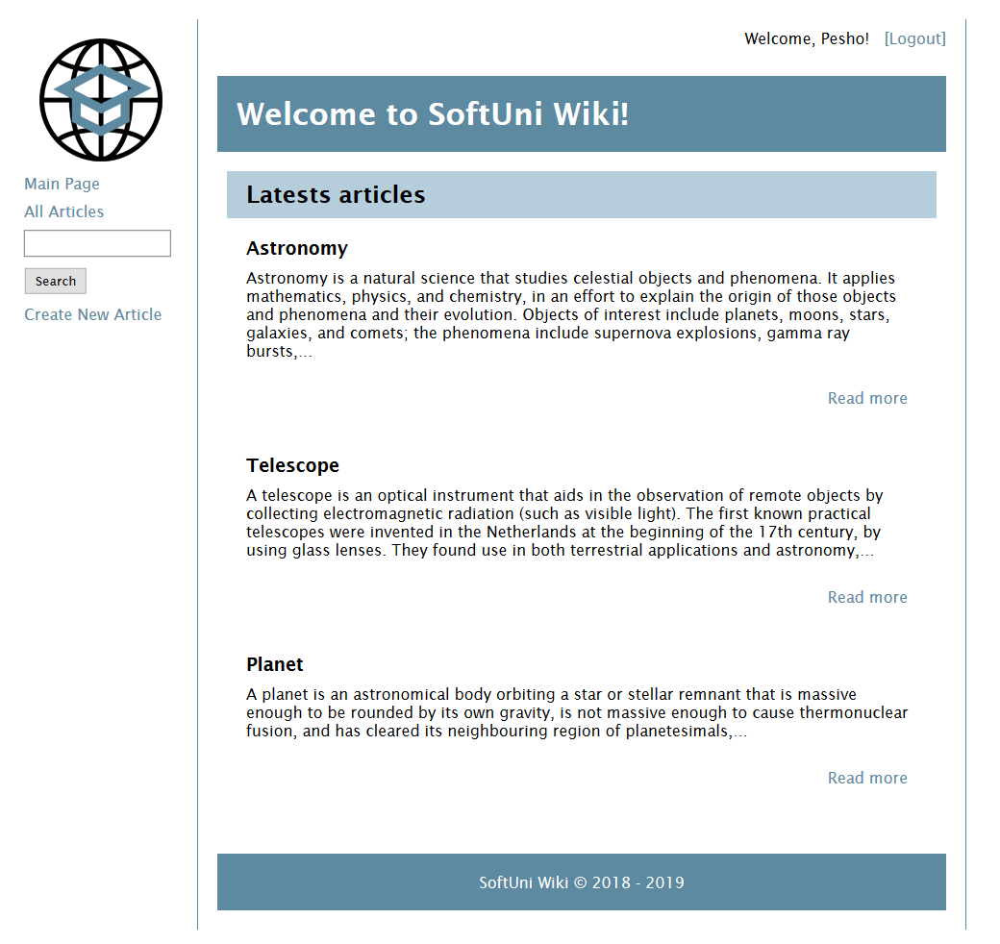 Main Page
All Articles
Search
Create New Article
Welcome, Pesho! [Logout]
Welcome to SoftUni Wiki!
Latests articles
Astronomy
Astronomy is a natural science that studies celestial objects and phenomena. It applies
mathematics, physics, and chemistry, in an effort to explain the origin of those objects
and phenomena and their evolution. Objects of interest include planets, moons, stars,
galaxies, and comets; the phenomena include supernova explosions, gamma ray
bursts,...
Read more
Telescope
A telescope is an optical instrument that aids in the observation of remote objects by
collecting electromagnetic radiation (such as visible light). The first known practical
telescopes were invented in the Netherlands at the beginning of the 17th century, by
using glass lenses. They found use in both terrestrial applications and astronomy,...
Read more
Planet
A planet is an astronomical body orbiting a star or stellar remnant that is massive
enough to be rounded by its own gravity, is not massive enough to cause thermonuclear
fusion, and has cleared its neighbouring region of planetesimals,...
Read more
SoftUni Wiki © 2018 - 2019